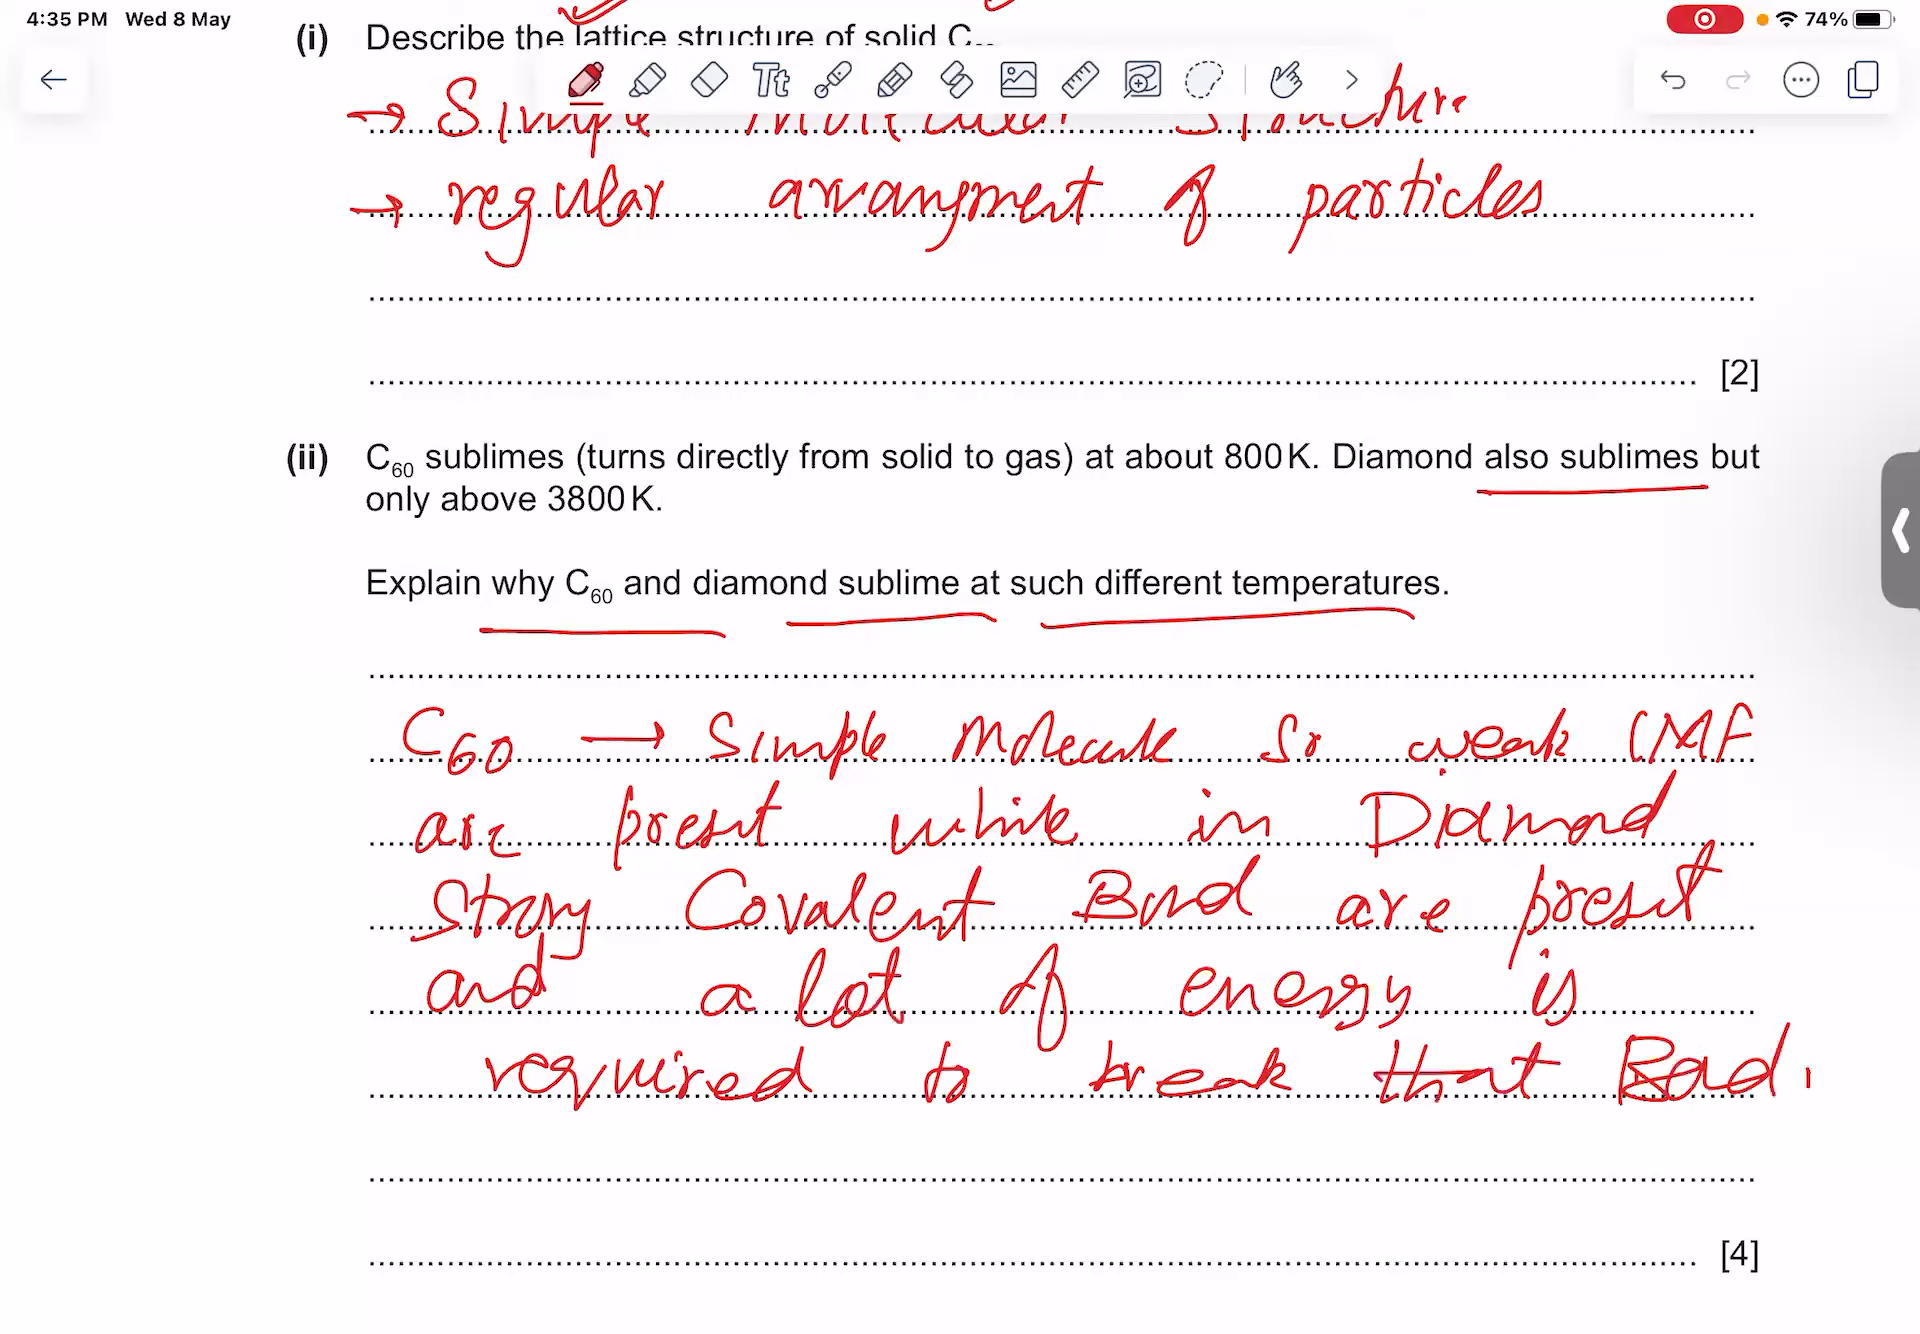 4:35 PM Wed 8 May
74%
(i) Describe the lattice structure of solid C
Tt
→ Simple Molecular Structure
→ regular arrangment of particles
[2]
(ii) C60 sublimes (turns directly from solid to gas) at about 800 K. Diamond also sublimes but
only above 3800 K.
Explain why C60 and diamond sublime at such different temperatures.
C60 → Simple Molecule So weak IMF
are present while in Diamond
Strong Covalent Bond are present
and a lot of energy is
required to break that Bond.
[4]